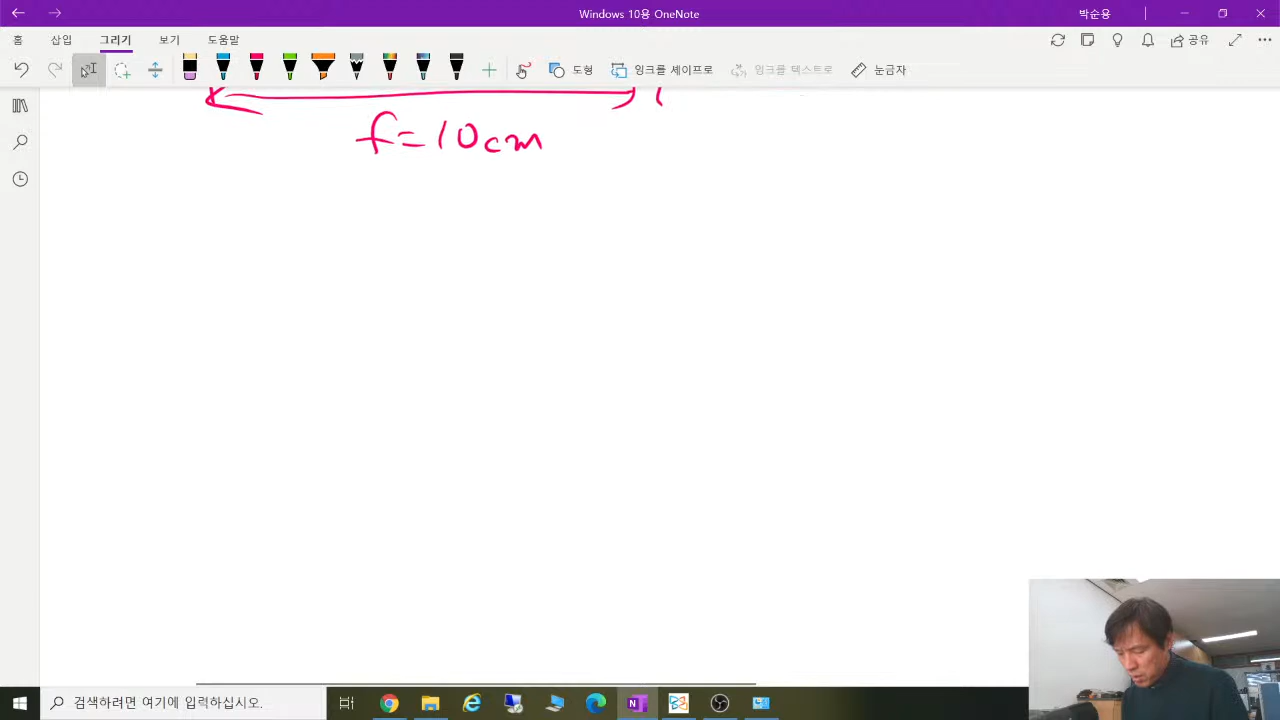 Windows 10용 OneNote
박순용
홈 삽입 그리기 보기 도움말
공유
도형 잉크를 셰이프로 잉크를 텍스트로 눈금자
f=10cm
검색하려면 여기에 입력하십시오.